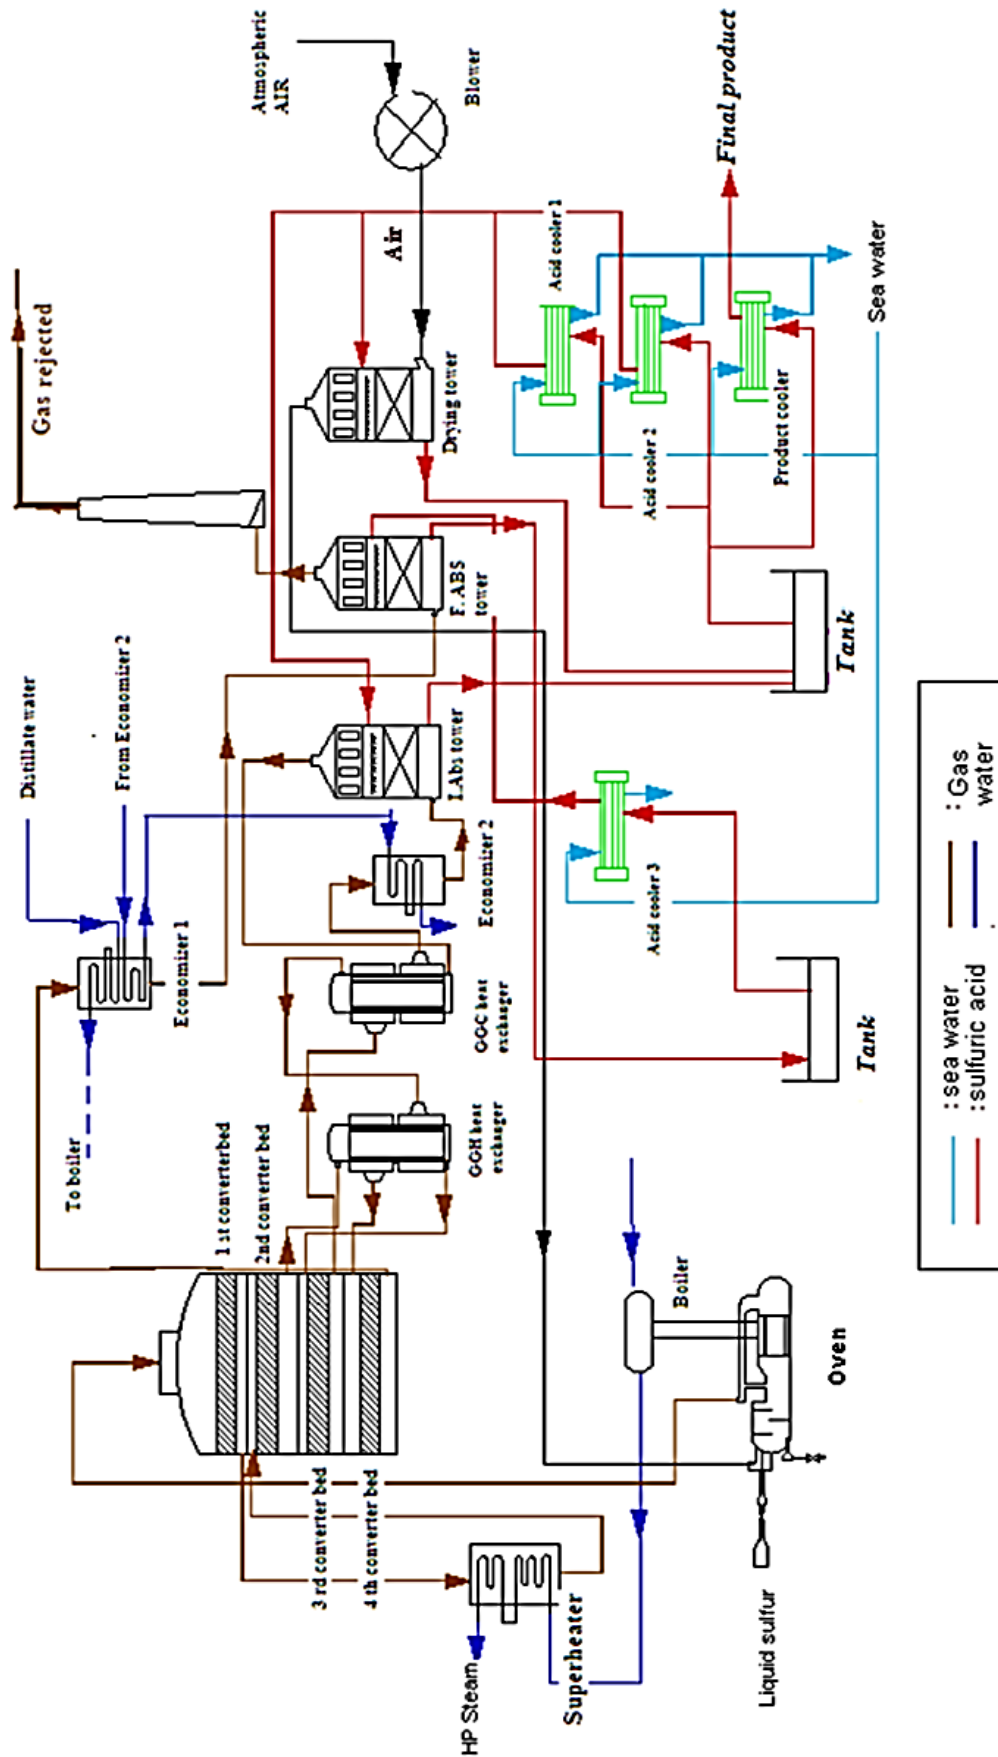 Atmospheric
AIR
Blower
Final product
Gas rejected
Air
Acid cooler 1
Sea water
Drying tower
Acid cooler 2
Product cooler
Distillate water
From Economizer 2
F. ABS
tower
Tank
I.Abs tower
Economizer 1
Economizer 2
Acid cooler 3
To boiler
GGC heat
exchanger
Tank
GGH heat
exchanger
1 st converter bed
2nd converter bed
3 rd converter bed
4 th converter bed
Boiler
Oven
HP Steam
Superheater
Liquid sulfur
: sea water
: sulfuric acid
: Gas
water